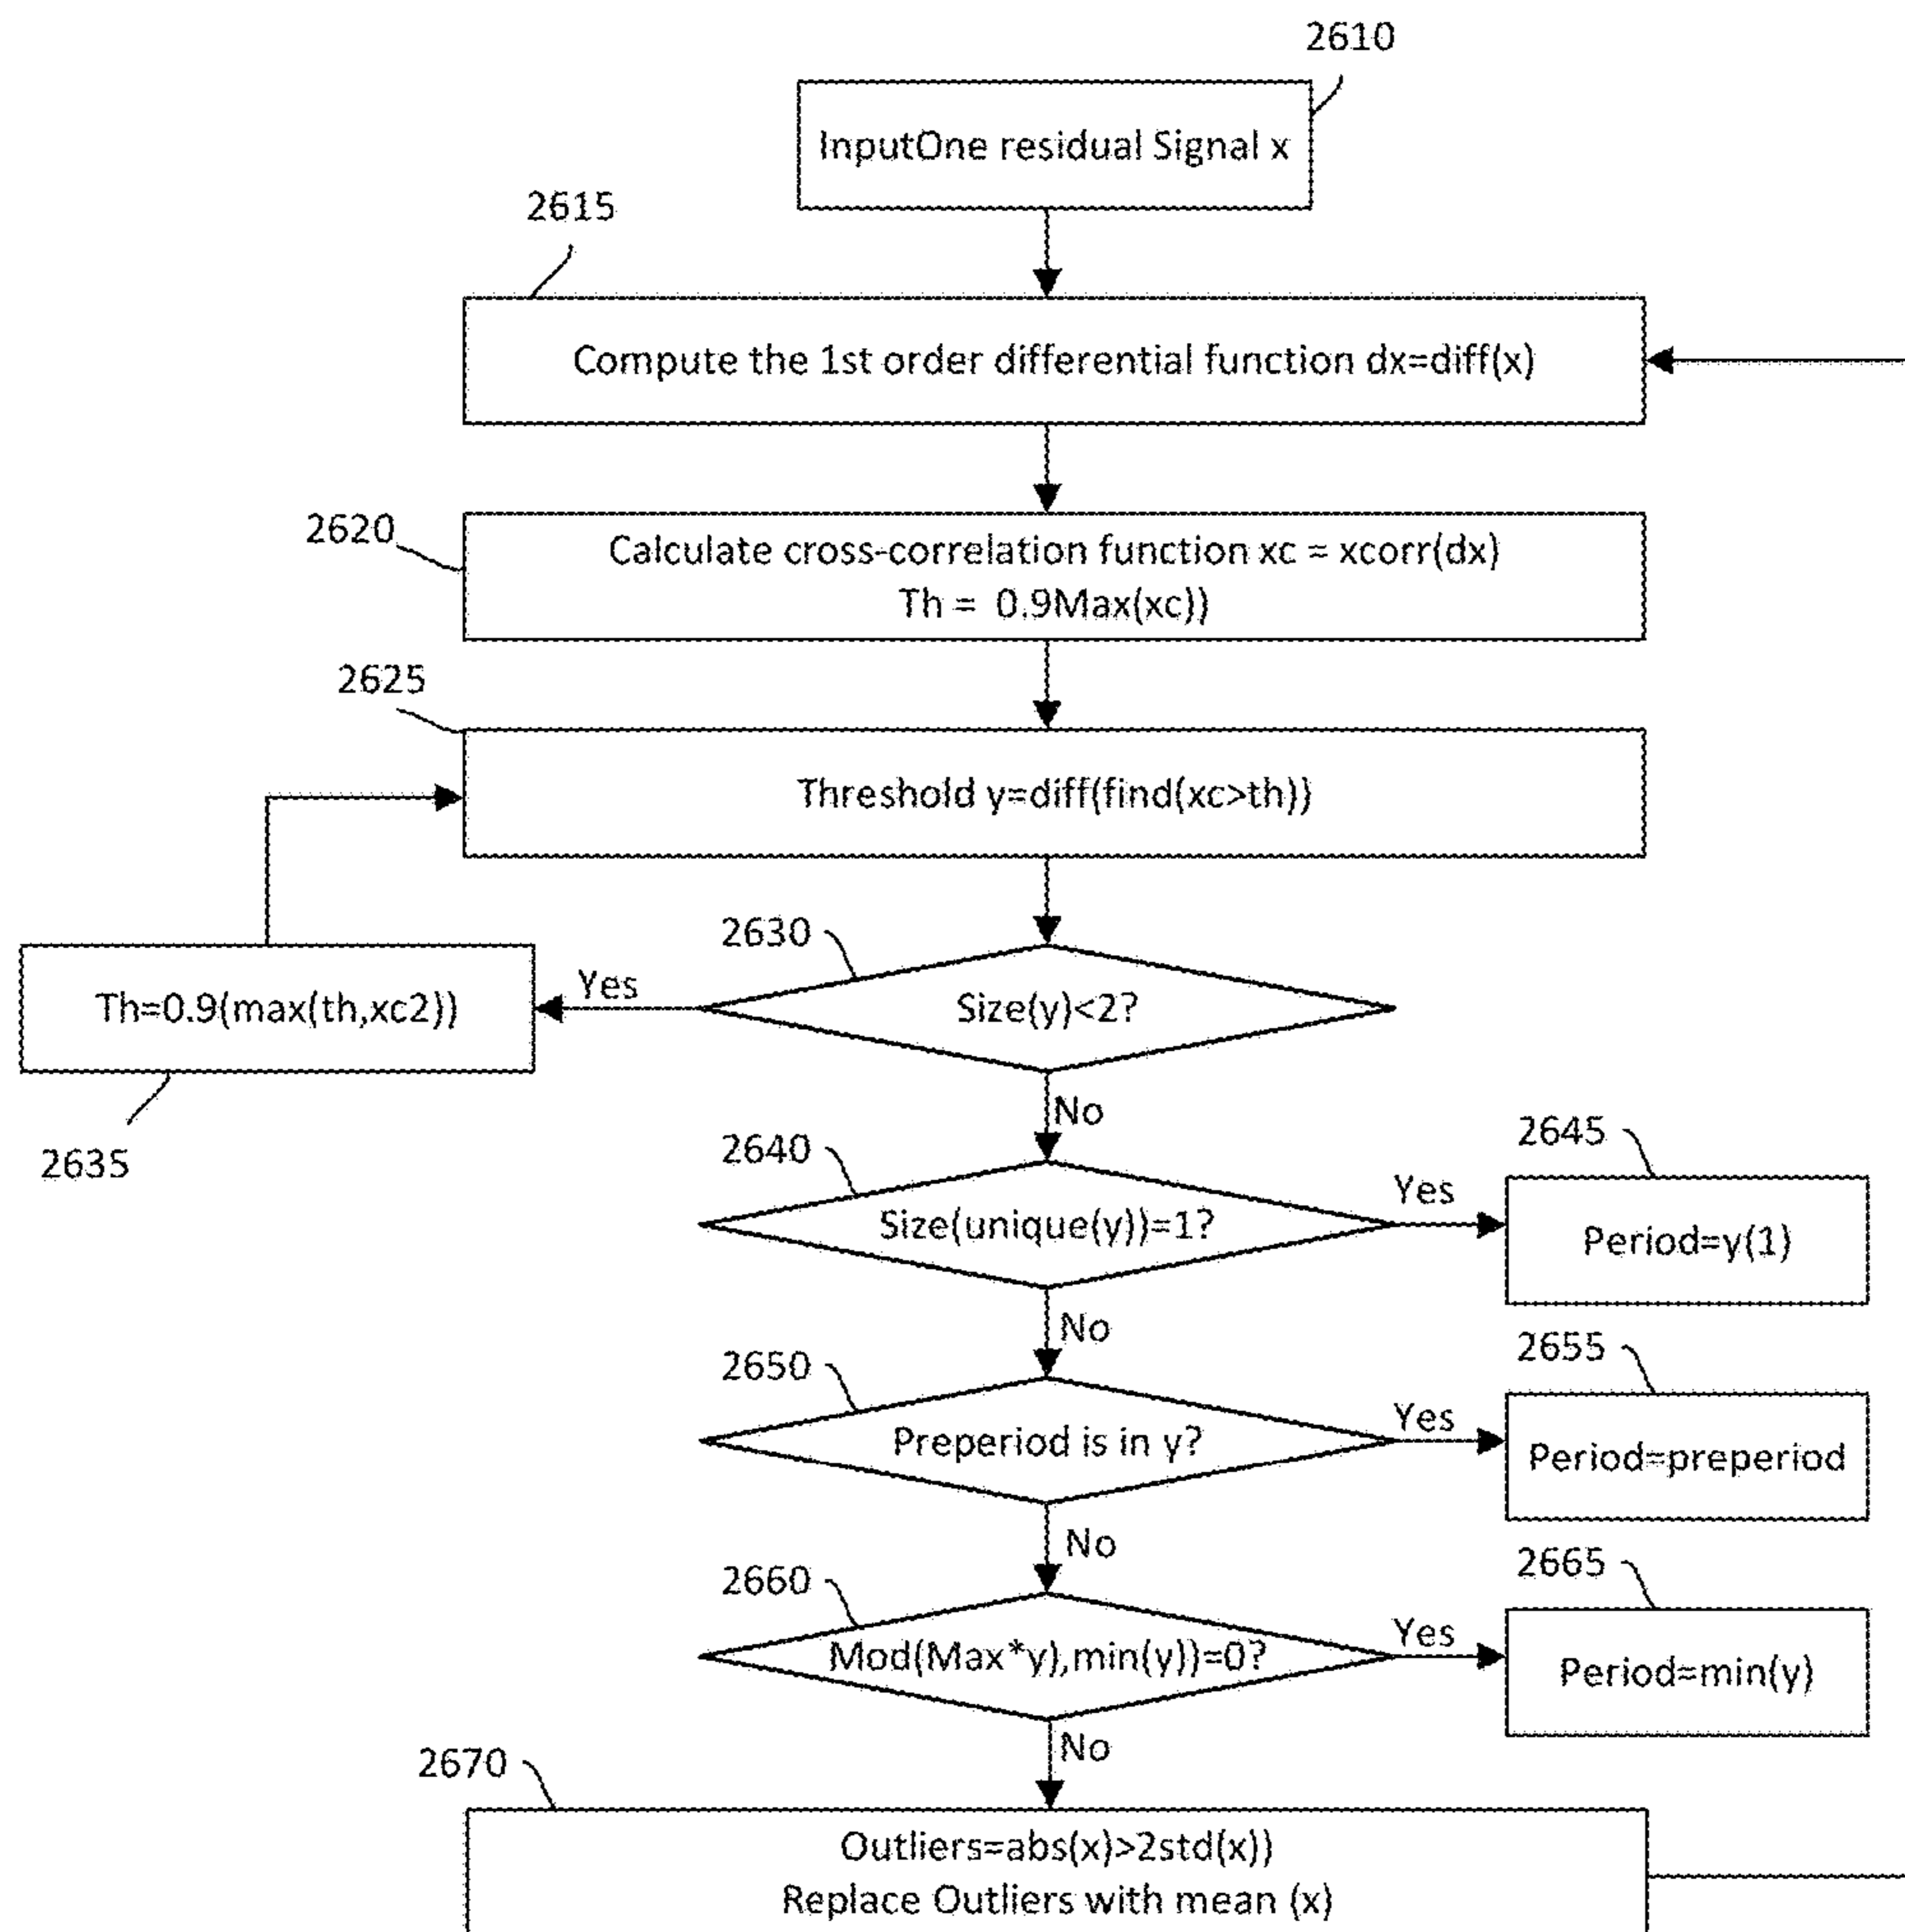 2610
InputOne residual Signal x
2615
Compute the 1st order differential function dx=diff(x)
2620
Calculate cross-correlation function xc = xcorr(dx)
Th = 0.9Max(xc))
2625
Threshold y=diff(find(xc>th))
2630
Size(y)<2?
Yes
Th=0.9(max(th,xc2))
2635
No
2640
Size(unique(y))=1?
Yes
2645
Period=y(1)
No
2650
Preperiod is in y?
Yes
2655
Period=preperiod
No
2660
Mod(Max*y),min(y))=0?
Yes
2665
Period=min(y)
No
2670
Outliers=abs(x)>2std(x))
Replace Outliers with mean (x)